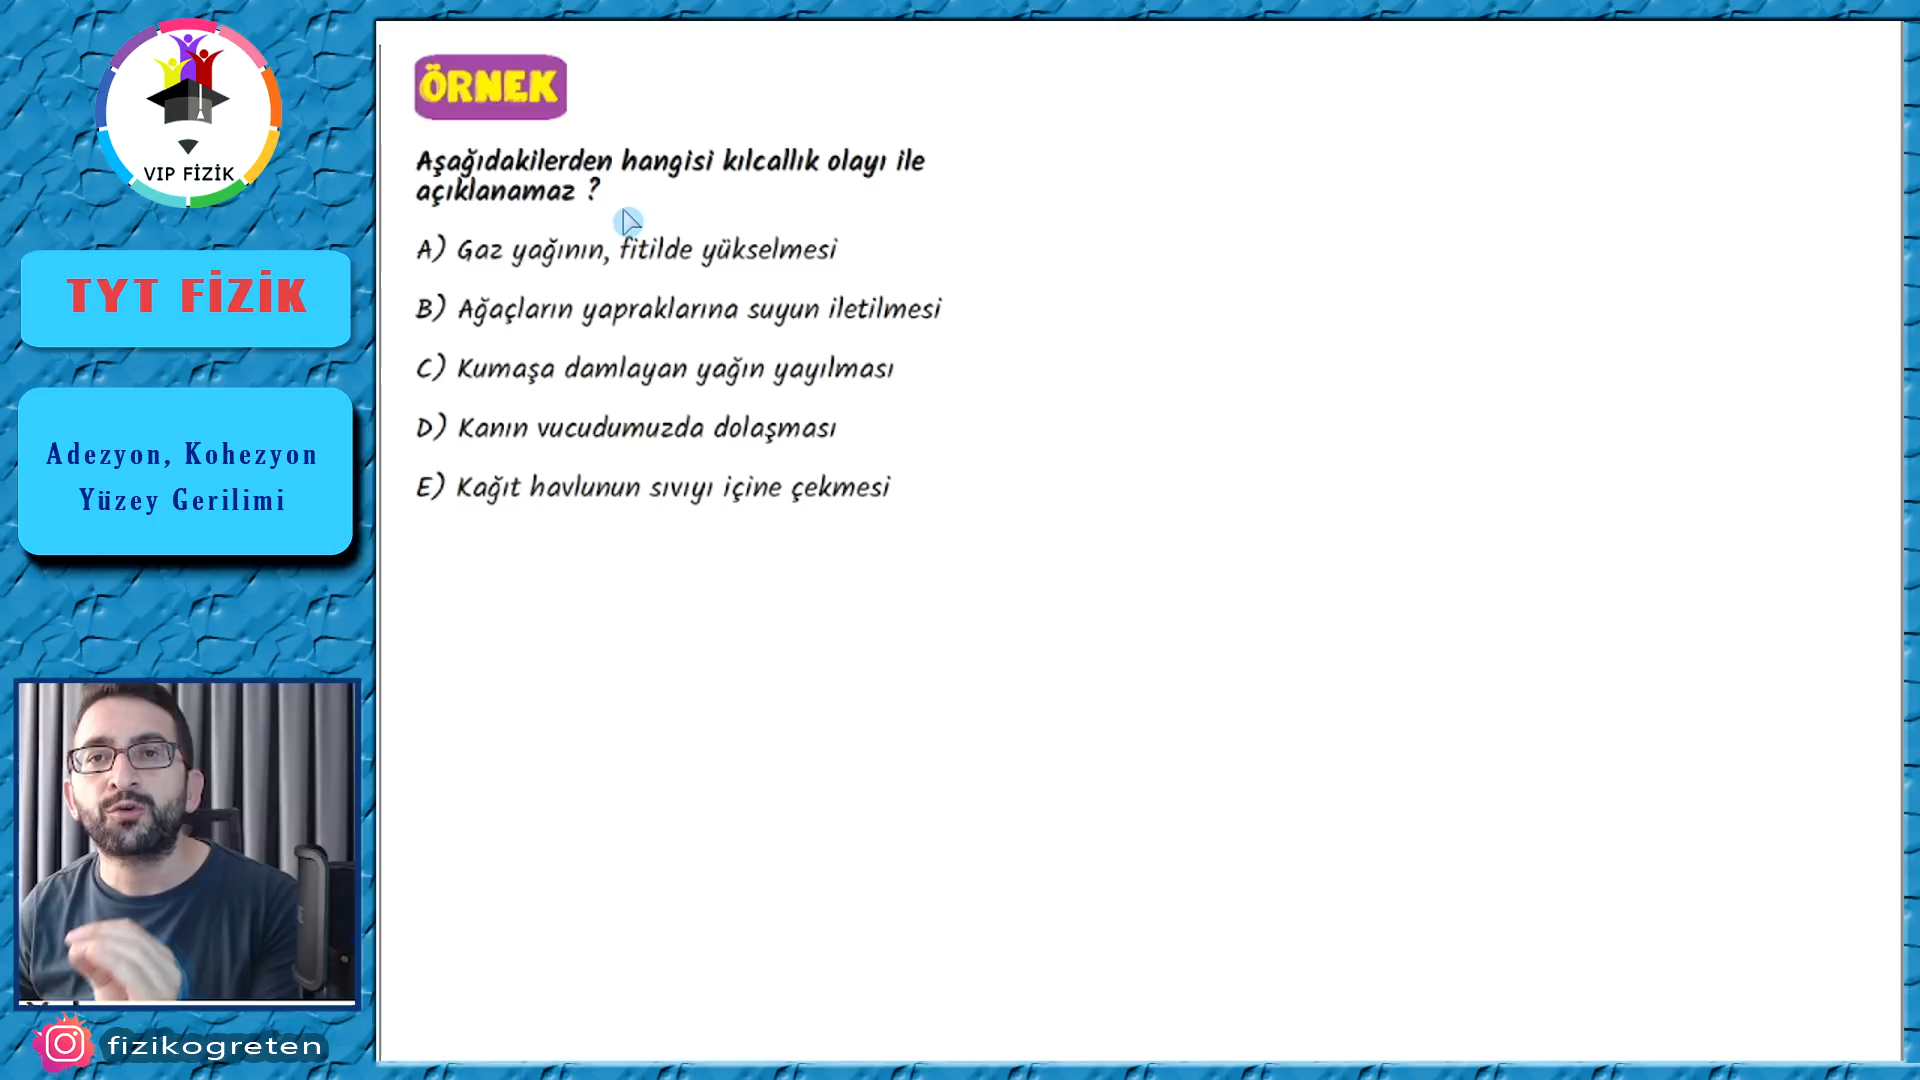 VIP FİZİK
TYT FİZİK
Adezyon, Kohezyon
Yüzey Gerilimi
fizikogreten
ÖRNEK
Aşağıdakilerden hangisi kılcallık olayı ile
açıklanamaz ?
A) Gaz yağının, fitilde yükselmesi
B) Ağaçların yapraklarına suyun iletilmesi
C) Kumaşa damlayan yağın yayılması
D) Kanın vucudumuzda dolaşması
E) Kağıt havlunun sıvıyı içine çekmesi